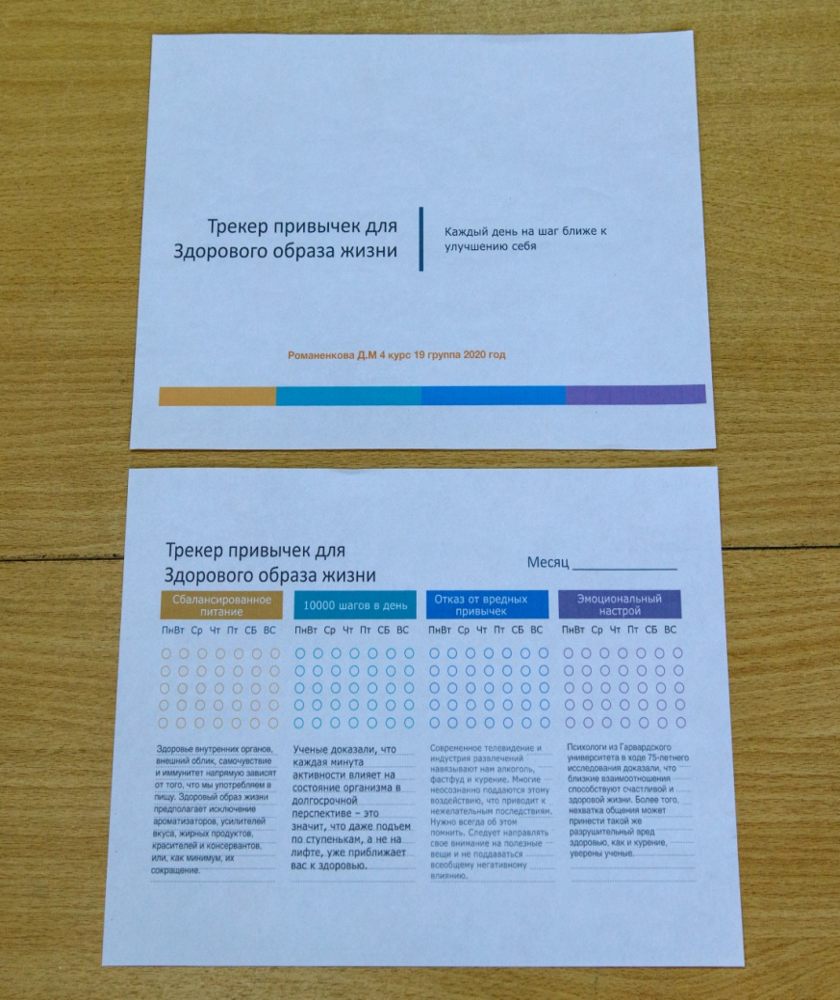 Трекер привычек для
Здорового образа жизни
Каждый день на шаг ближе к
улучшению себя
Романенкова Д.М 4 курс 19 группа 2020 год
Трекер привычек для
Здорового образа жизни
Месяц
Сбалансированное
питание
ПнВт Ср Чт Пт СБ ВС
Здоровье внутренних органов,
внешний облик, самочувствие
и иммунитет напрямую зависят
от того, что мы употребляем в
пищу. Здоровый образ жизни
предполагает исключение
ароматизаторов, усилителей
вкуса, жирных продуктов,
красителей и консервантов,
или, как минимум, их
сокращение.
10000 шагов в день
ПнВт Ср Чт Пт СБ ВС
Ученые доказали, что
каждая минута
активности влияет на
состояние организма в
долгосрочной
перспективе – это
значит, что даже подъем
по ступенькам, а не на
лифте, уже приближает
вас к здоровью.
Отказ от вредных
привычек
ПнВт Ср Чт Пт СБ ВС
Современное телевидение и
индустрия развлечений
навязывают нам алкоголь,
фастфуд и курение. Многие
неосознанно поддаются этому
воздействию, что приводит к
нежелательным последствиям.
Нужно всегда об этом
помнить. Следует направлять
свое внимание на полезные
вещи и не поддаваться
всеобщему негативному
влиянию.
Эмоциональный
настрой
ПнВт Ср Чт Пт СБ ВС
Психологи из Гарвардского
университета в ходе 75-летнего
исследования доказали, что
близкие взаимоотношения
способствуют счастливой и
здоровой жизни. Более того,
нехватка общения может
принести такой же
разрушительный вред
здоровью, как и курение,
уверены ученые.